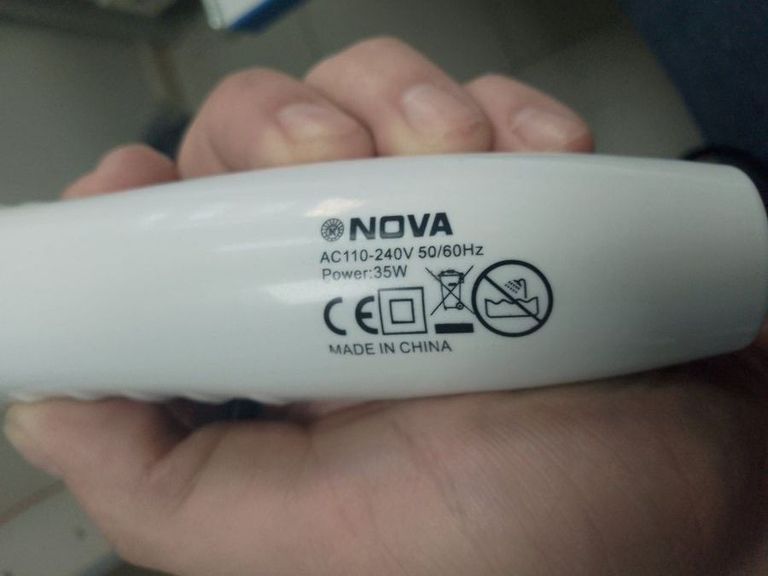 NOVA
AC110-240V 50/60Hz
Power:35W
CE
MADE IN CHINA